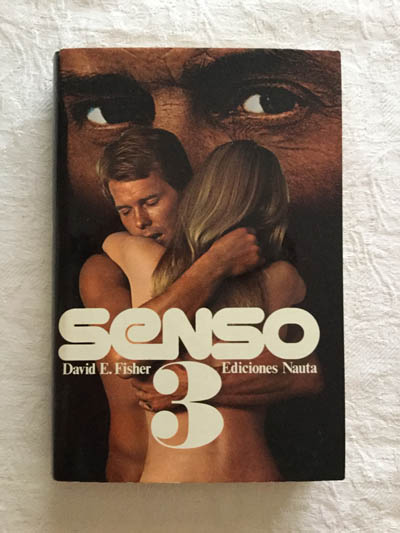 SENSO
David E. Fisher Ediciones Nauta
3